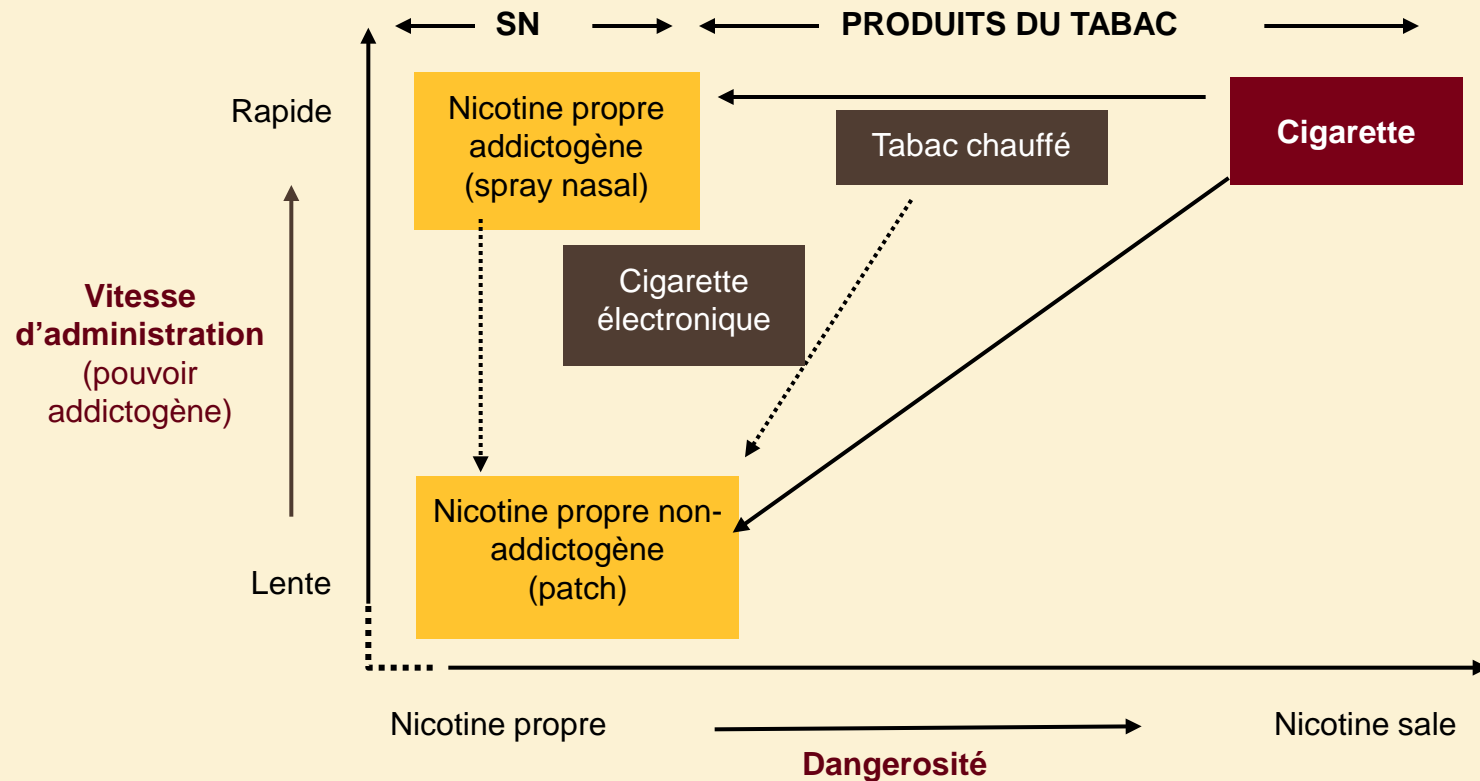 SN
PRODUITS DU TABAC
Rapide
Nicotine propre
addictogène
(spray nasal)
Tabac chauffé
Cigarette
Cigarette
électronique
Vitesse
d’administration
(pouvoir
addictogène)
Nicotine propre non-
addictogène
(patch)
Lente
Nicotine propre
Nicotine sale
Dangerosité